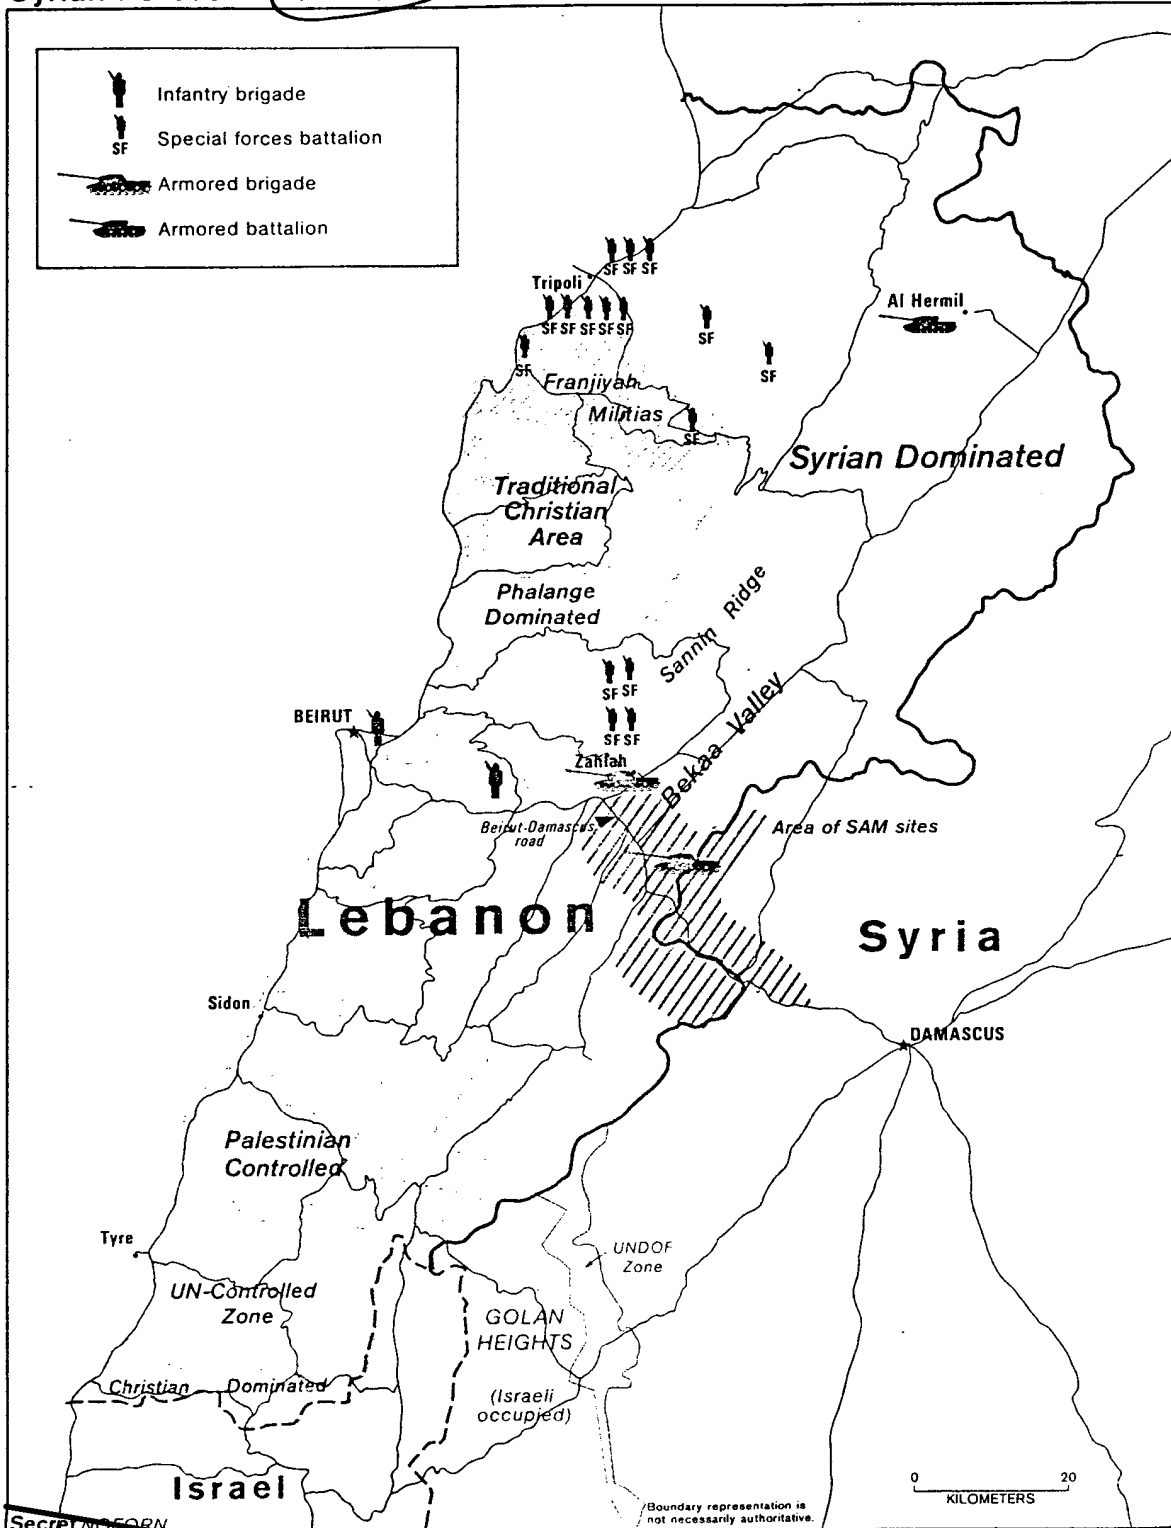 Syrian
Infantry brigade
SF
Special forces battalion
Armored brigade
Armored battalion
SF SF SF
Tripoli
SF SF SF SF SF
SF
SF
SF
Al Hermil
Franjiyah
Militias
SF
Syrian Dominated
Traditional
Christian
Area
Phalange
Dominated
Sannin Ridge
SF SF
SF SF
BEIRUT
Zahlah
Bekaa Valley
Beirut-Damascus
road
Area of SAM sites
Lebanon
Syria
Sidon
DAMASCUS
Palestinian
Controlled
Tyre
UNDOF
Zone
UN-Controlled
Zone
GOLAN
HEIGHTS
Christian Dominated
(Israeli
occupied)
Israel
0 20
KILOMETERS
Boundary representation is
not necessarily authoritative.
Secret NOFORN